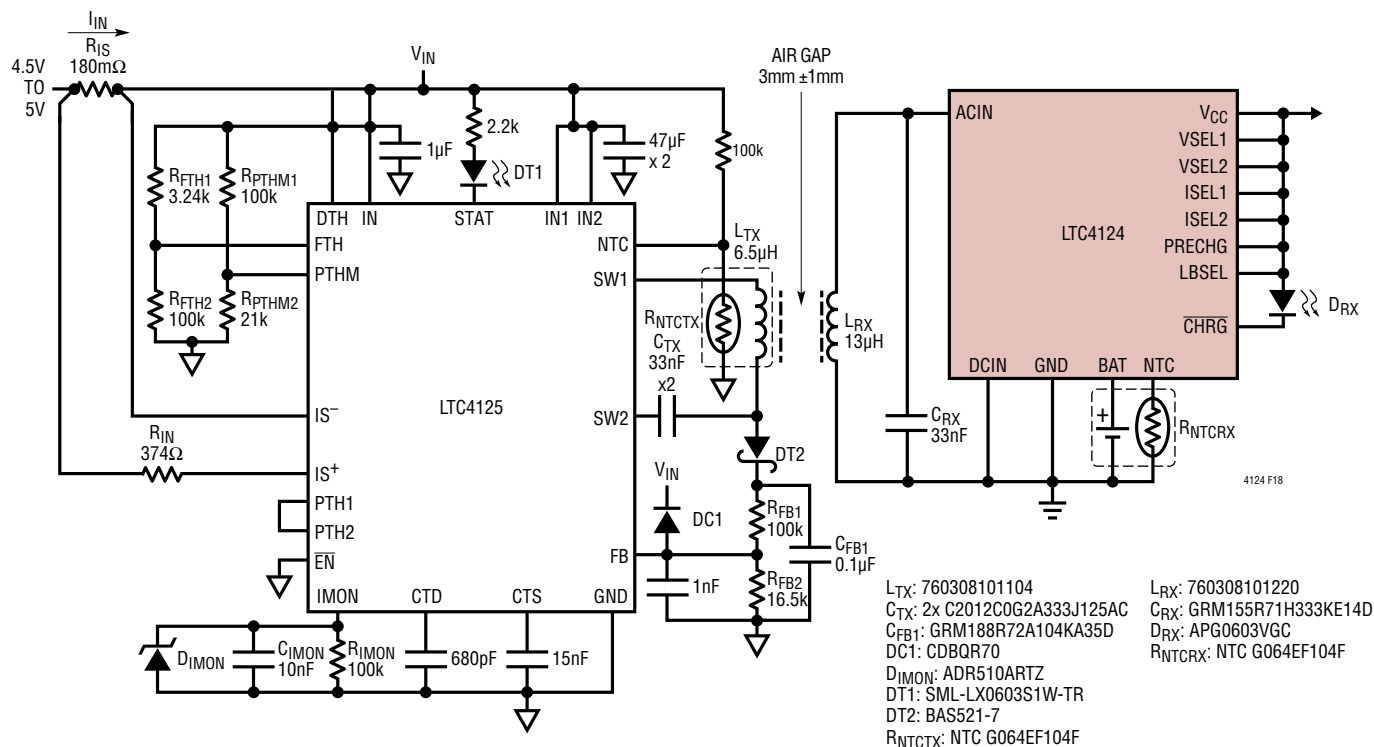 I_IN
R_IS
180mΩ
4.5V
TO
5V
V_IN
AIR GAP
3mm ±1mm
2.2k
DT1
1µF
47µF
x 2
100k
R_FTH1
3.24k
R_PTHM1
100k
R_FTH2
100k
R_PTHM2
21k
DTH
IN
STAT
IN1
IN2
FTH
PTHM
NTC
SW1
LTC4125
SW2
IS–
IS+
PTH1
PTH2
EN
FB
IMON
CTD
CTS
GND
R_IN
374Ω
L_TX
6.5µH
R_NTCTX
C_TX
33nF
x2
L_RX
13µH
DT2
V_IN
DC1
1nF
R_FB1
100k
R_FB2
16.5k
C_FB1
0.1µF
D_IMON
C_IMON
10nF
R_IMON
100k
680pF
15nF
ACIN
V_CC
VSEL1
VSEL2
ISEL1
ISEL2
PRECHG
LBSEL
CHRG
LTC4124
DCIN
GND
BAT
NTC
D_RX
C_RX
33nF
+
R_NTCRX
4124 F18
L_TX: 760308101104
C_TX: 2x C2012C0G2A333J125AC
C_FB1: GRM188R72A104KA35D
DC1: CDBQR70
D_IMON: ADR510ARTZ
DT1: SML-LX0603S1W-TR
DT2: BAS521-7
R_NTCTX: NTC G064EF104F
L_RX: 760308101220
C_RX: GRM155R71H333KE14D
D_RX: APG0603VGC
R_NTCRX: NTC G064EF104F